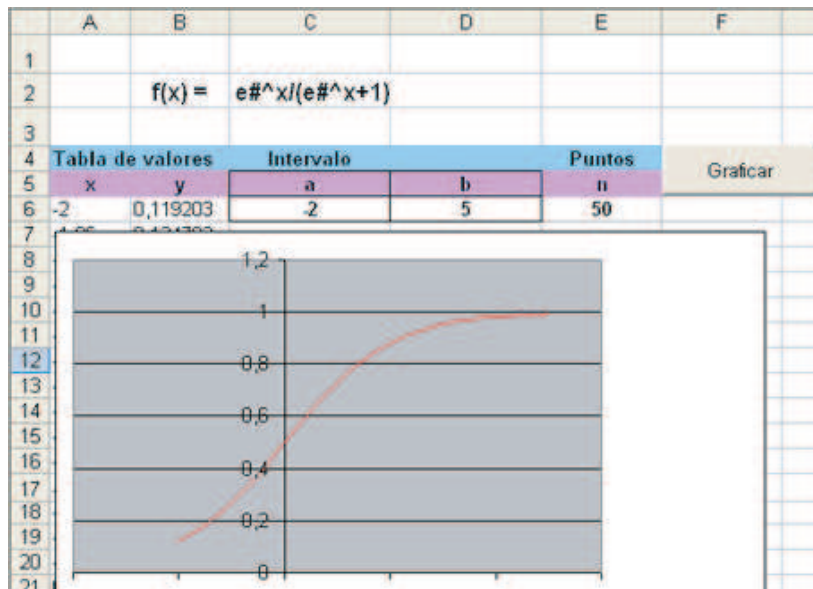 A B C D E F
1
2 f(x) = e#^x/(e#^x+1)
3
4 Tabla de valores Intervalo Puntos
Graficar
5 x y a b n
6 -2 0,119203 -2 5 50
7
8 1,2
9
10 1
11
12 0,8
13
14 0,6
15
16 0,4
17
18
19 0,2
20
21 0